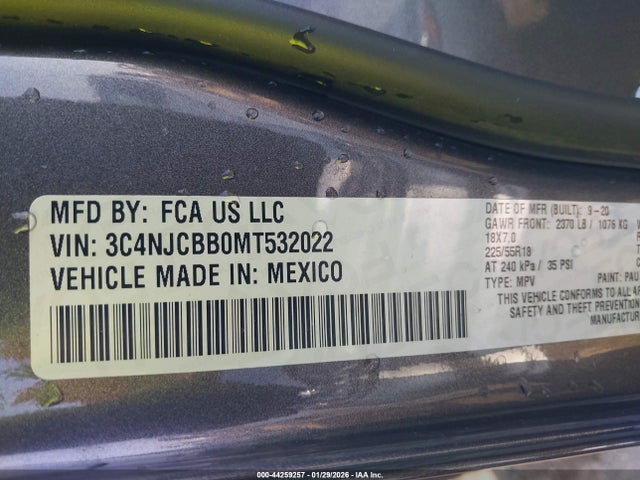 MFD BY: FCA US LLC
VIN: 3C4NJCBB0MT532022
VEHICLE MADE IN: MEXICO
DATE OF MFR (BUILT): 9-20
GAWR FRONT: 2370 LB / 1076 KG
18X7.0
225/55R18
AT 240 kPa / 35 PSI
TYPE: MPV PAINT: PAU
THIS VEHICLE CONFORMS TO ALL
SAFETY AND THEFT PREVENTION
MANUFACTUR
000-44259257 - 01/29/2026 - IAA Inc.